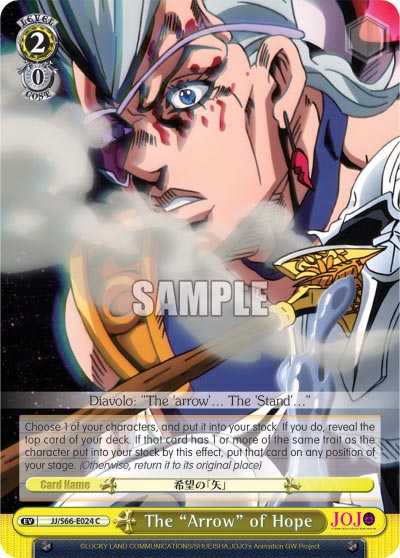 LEVEL
2
0
COST
SAMPLE
Diavolo: "The 'arrow'... The 'Stand'..."
Choose 1 of your characters, and put it into your stock. If you do, reveal the
top card of your deck. If that card has 1 or more of the same trait as the
character put into your stock by this effect, put that card on any position of
your stage. (Otherwise, return it to its original place)
Card Name 希望の「矢」
EV JJ/S66-E024 C The "Arrow" of Hope JOJO
©LUCKY LAND COMMUNICATIONS/SHUEISHA,JOJO's Animation GW Project